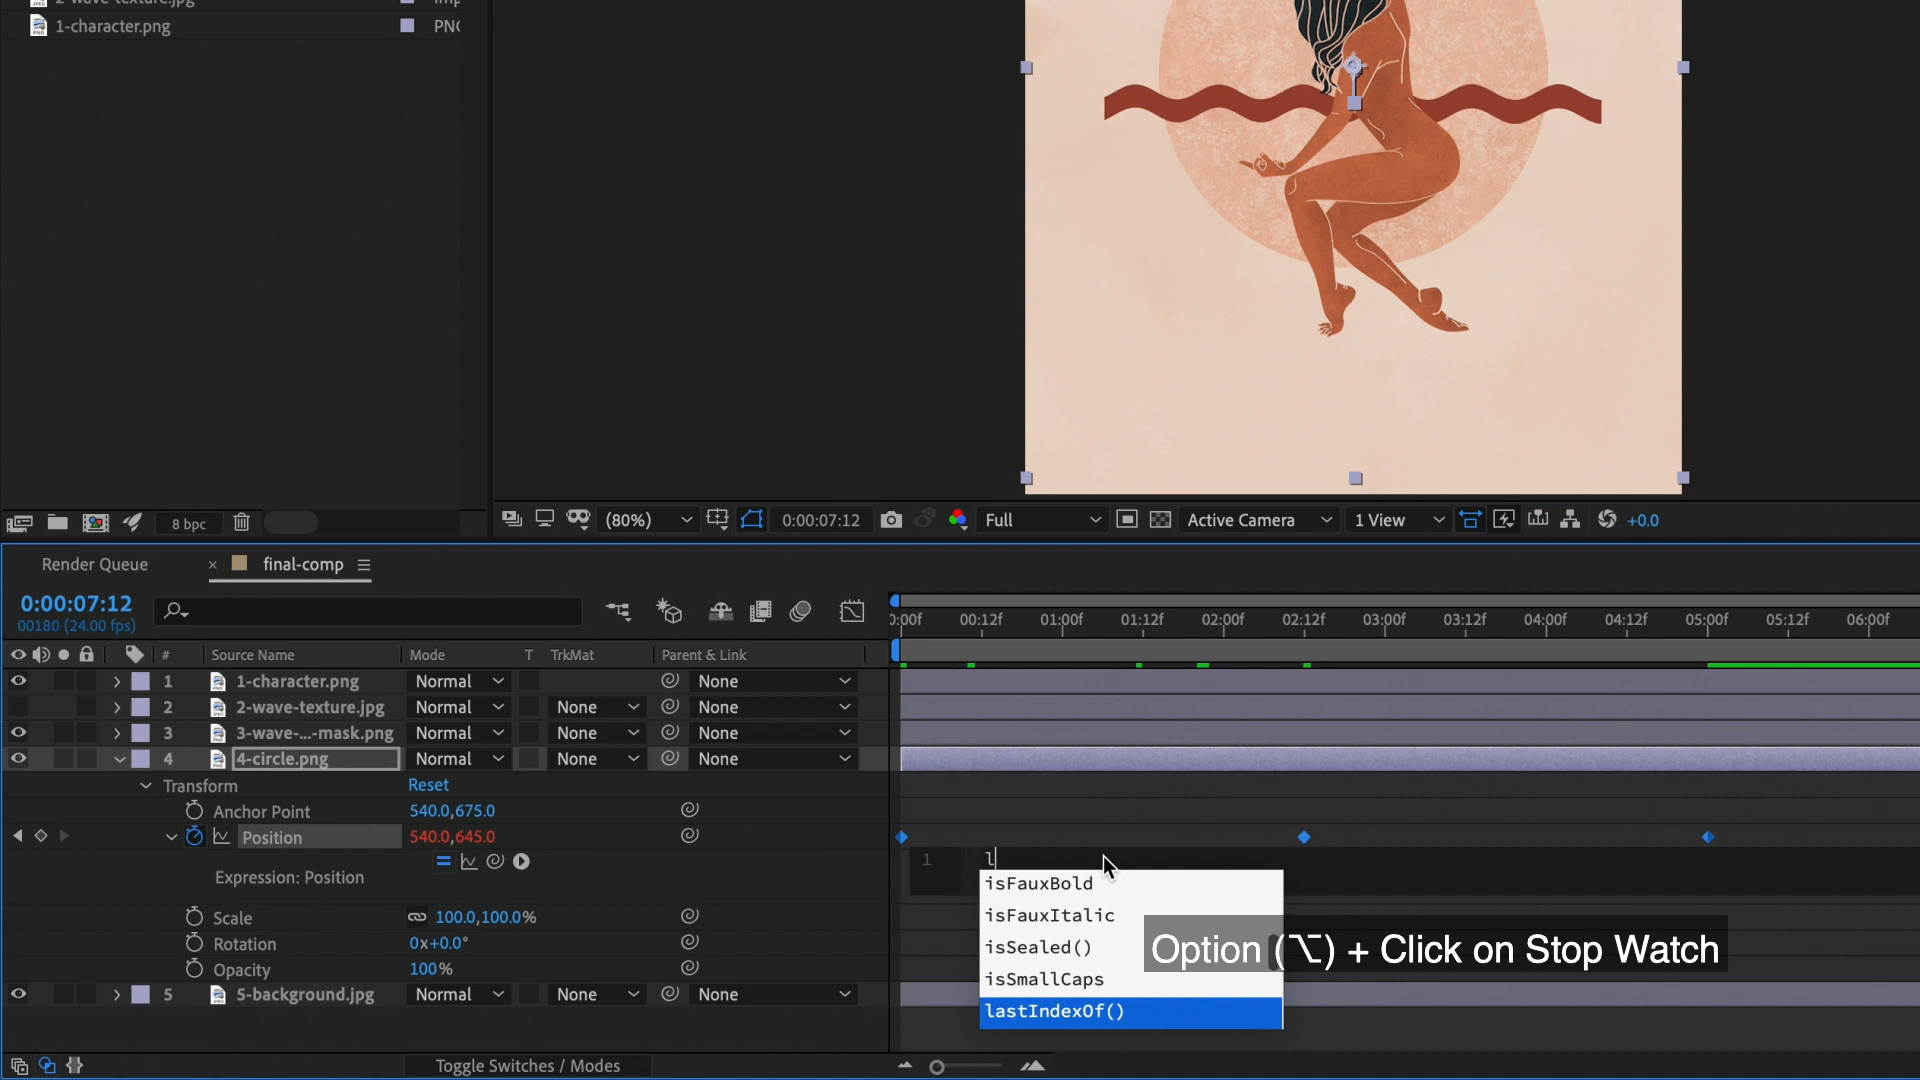 2-wave-texture.jpg
1-character.png PNG
8 bpc
(80%) 0:00:07:12 Full Active Camera 1 View +0.0
Render Queue × final-comp
0:00:07:12
00180 (24.00 fps)
0:00f 00:12f 01:00f 01:12f 02:00f 02:12f 03:00f 03:12f 04:00f 04:12f 05:00f 05:12f 06:00f
# Source Name Mode T TrkMat Parent & Link
1 1-character.png Normal None
2 2-wave-texture.jpg Normal None None
3 3-wave-...-mask.png Normal None None
4 4-circle.png Normal None None
Transform Reset
Anchor Point 540.0,675.0
Position 540.0,645.0
1 l
Expression: Position
isFauxBold
isFauxItalic
isSealed()
isSmallCaps
lastIndexOf()
Option (⌥) + Click on Stop Watch
Scale 100.0,100.0%
Rotation 0x+0.0°
Opacity 100%
5 5-background.jpg Normal None None
Toggle Switches / Modes